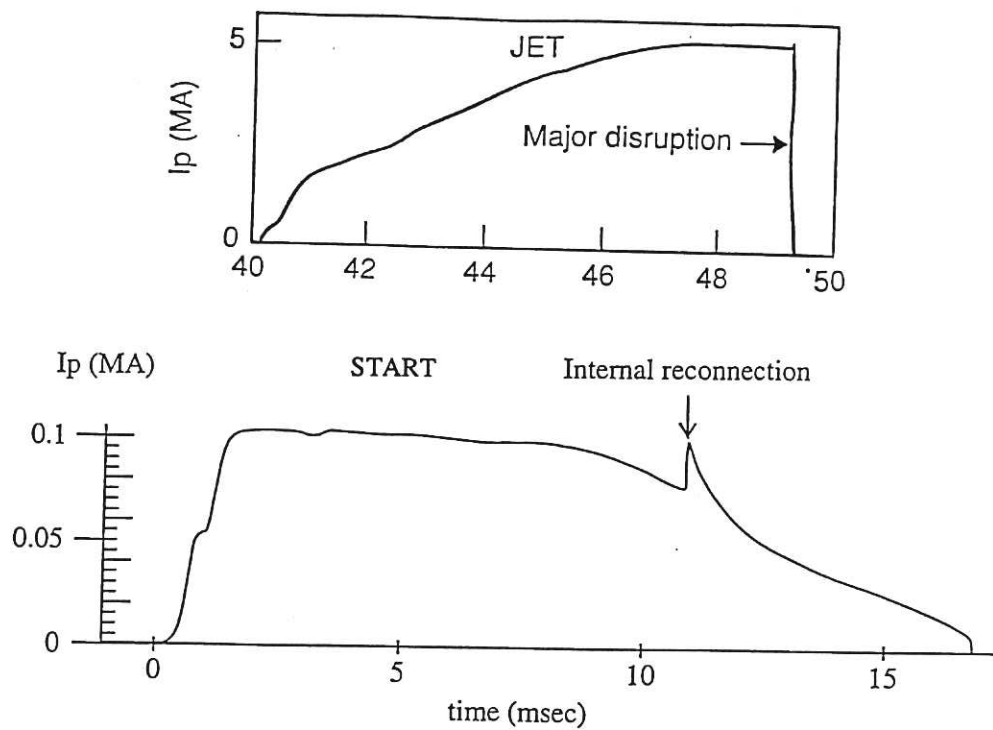 5
JET
Ip (MA)
Major disruption
0
40 42 44 46 48 50
Ip (MA) START Internal reconnection
0.1
0.05
0
0 5 10 15
time (msec)